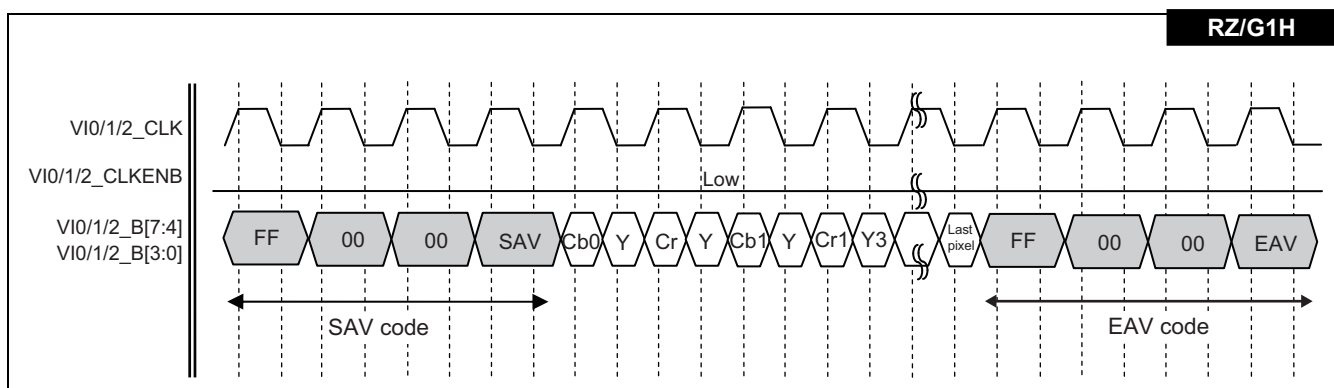 RZ/G1H
VI0/1/2_CLK
VI0/1/2_CLKENB
Low
VI0/1/2_B[7:4]
VI0/1/2_B[3:0]
FF 00 00 SAV Cb0 Y Cr Y Cb1 Y Cr1 Y3 Last pixel FF 00 00 EAV
SAV code
EAV code